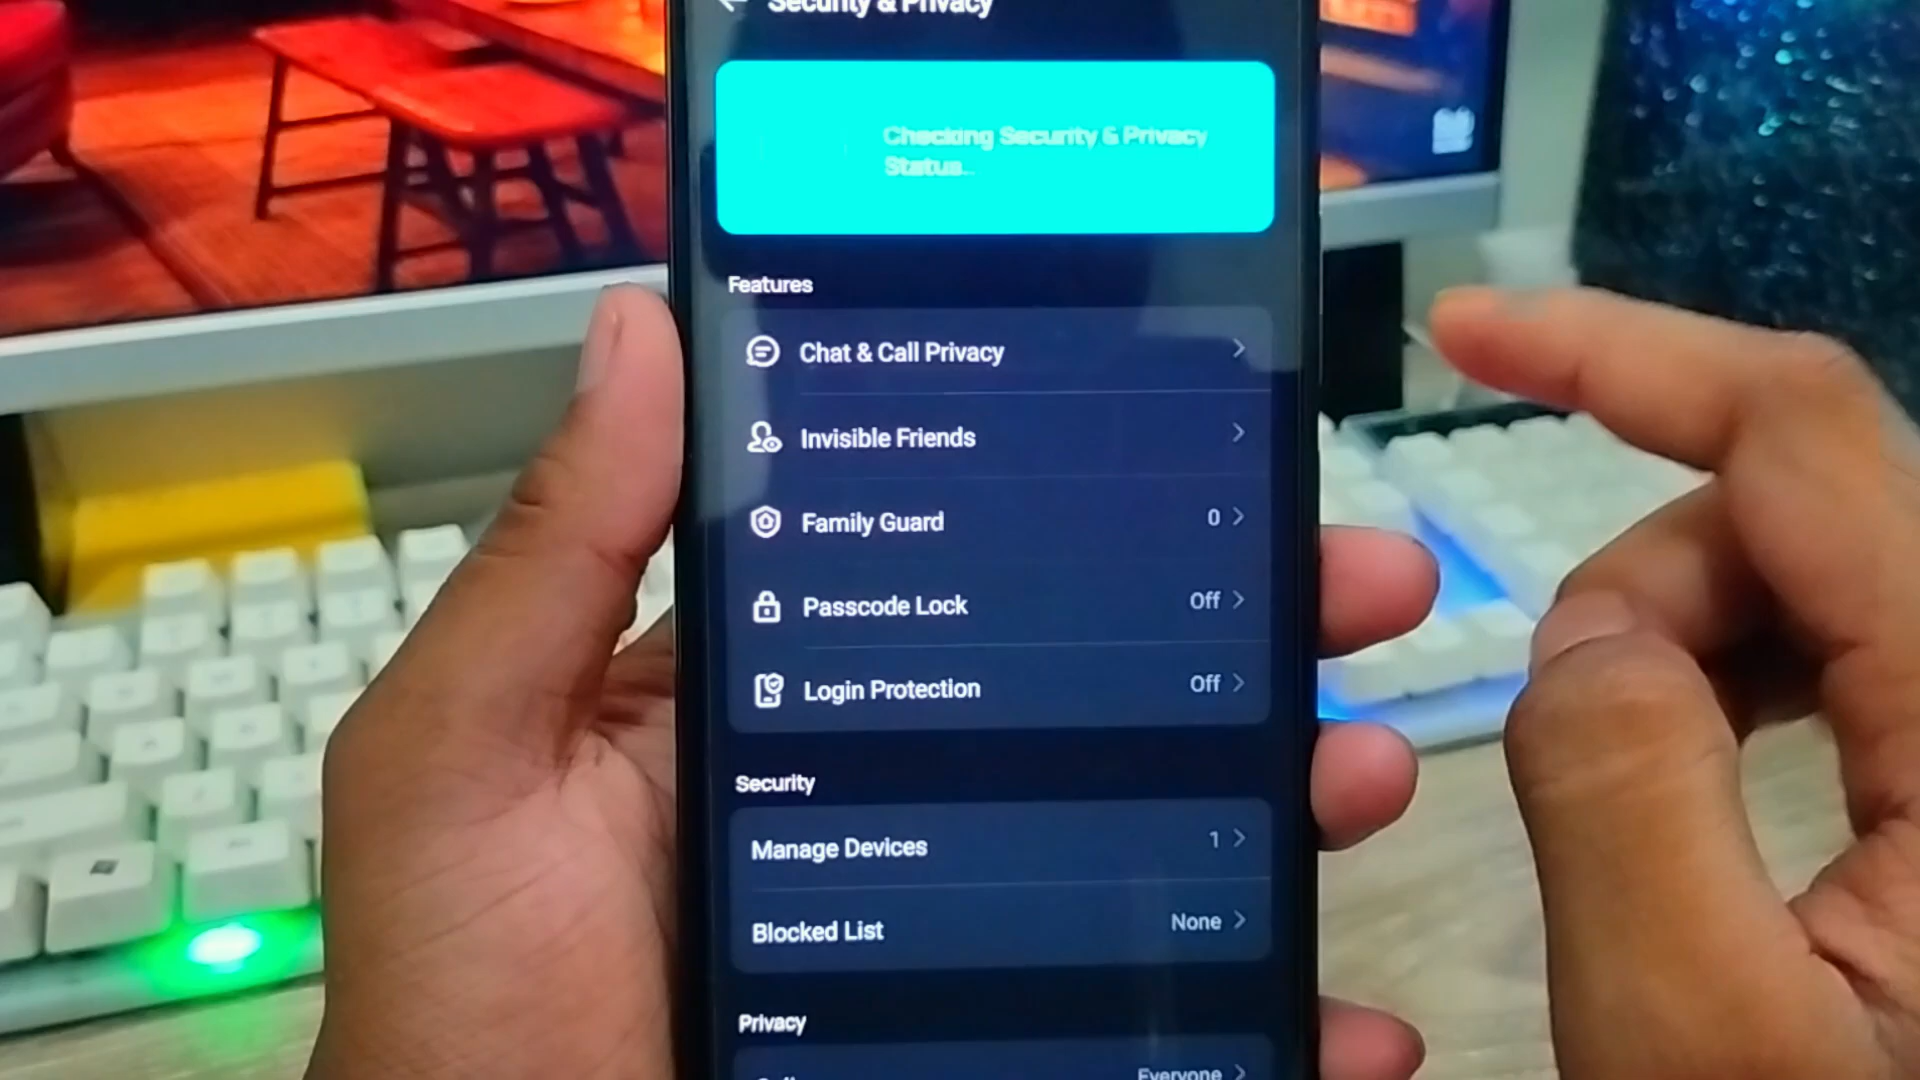 Security & Privacy
Checking Security & Privacy
Status..
Features
Chat & Call Privacy
Invisible Friends
Family Guard 0
Passcode Lock Off
Login Protection Off
Security
Manage Devices 1
Blocked List None
Privacy
Everyone